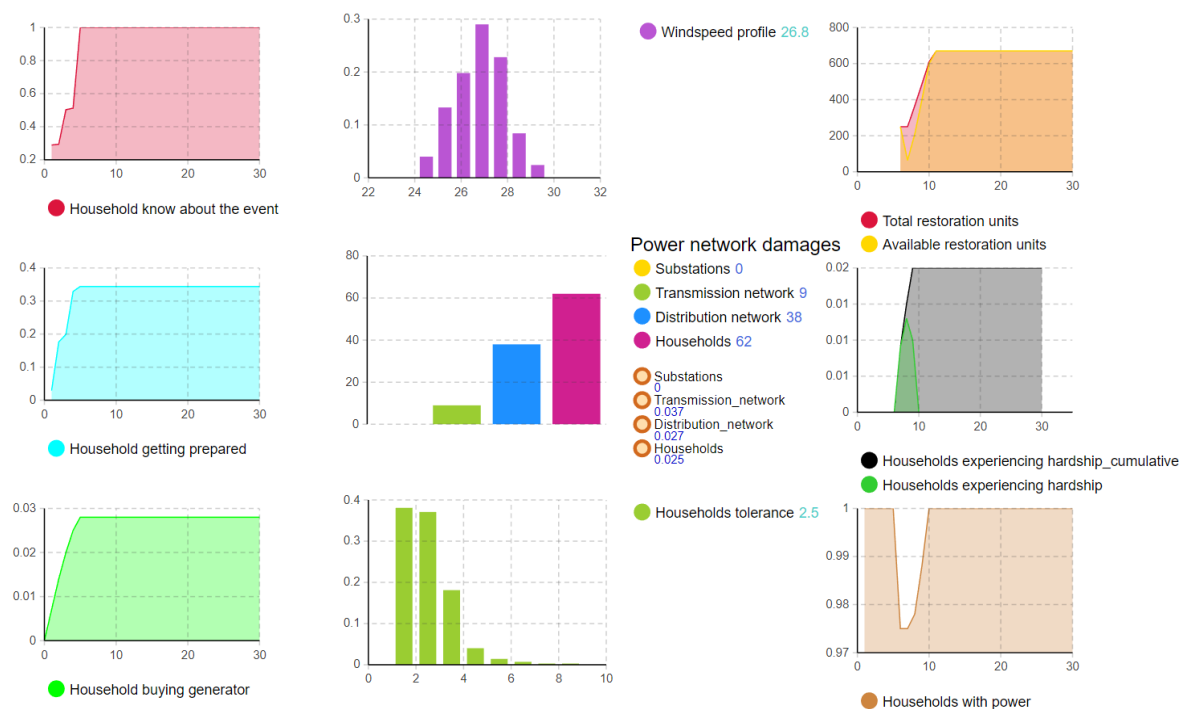 1
0.8
0.6
0.4
0.2
0 10 20 30
Household know about the event
0.3
0.2
0.1
0
22 24 26 28 30 32
Windspeed profile 26.8
800
600
400
200
0
0 10 20 30
Total restoration units
Available restoration units
0.4
0.3
0.2
0.1
0
0 10 20 30
Household getting prepared
80
60
40
20
0
Power network damages
Substations 0
Transmission network 9
Distribution network 38
Households 62
Substations
0
Transmission_network
0.037
Distribution_network
0.027
Households
0.025
0.02
0.01
0.01
0.01
0
0 10 20 30
Households experiencing hardship_cumulative
Households experiencing hardship
0.03
0.02
0.01
0
0 10 20 30
Household buying generator
0.4
0.3
0.2
0.1
0
0 2 4 6 8 10
Households tolerance 2.5
1
0.99
0.98
0.97
0 10 20 30
Households with power